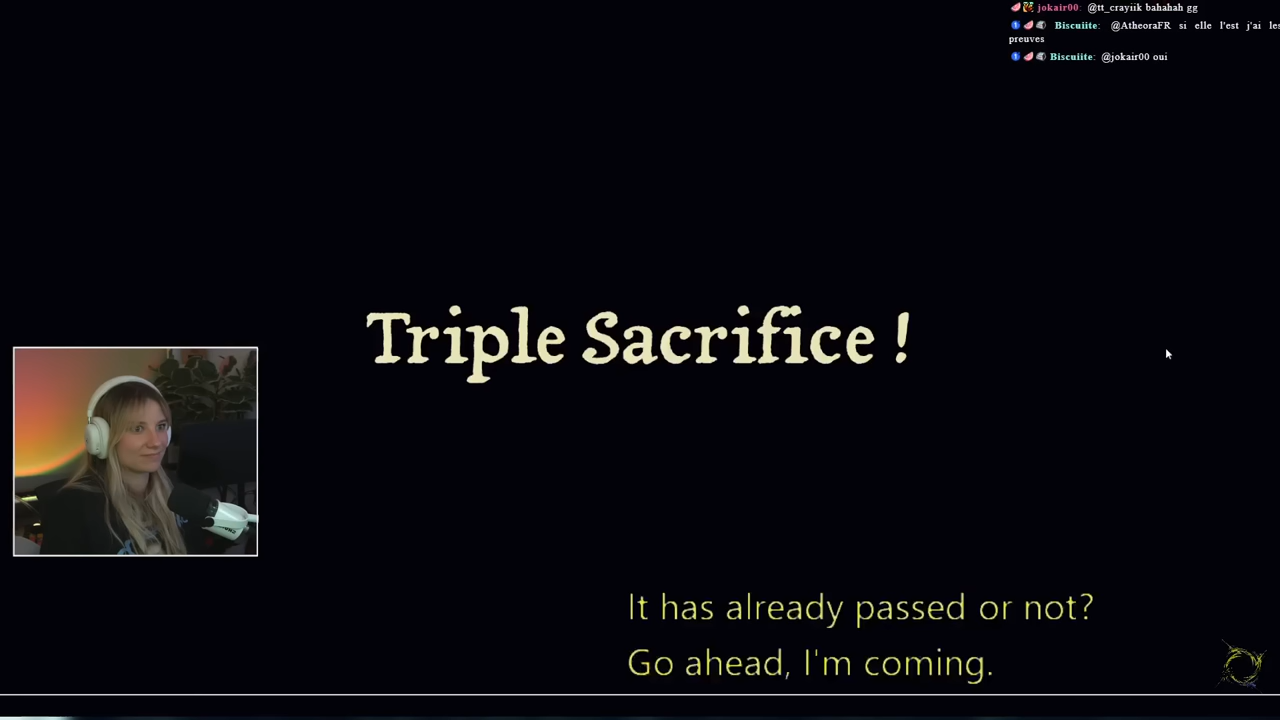 jokair00: @tt_crayiik bahahah gg
Biscuiite: @AtheoraFR si elle l'est j'ai les
preuves
Biscuiite: @jokair00 oui
Triple Sacrifice !
It has already passed or not?
Go ahead, I'm coming.